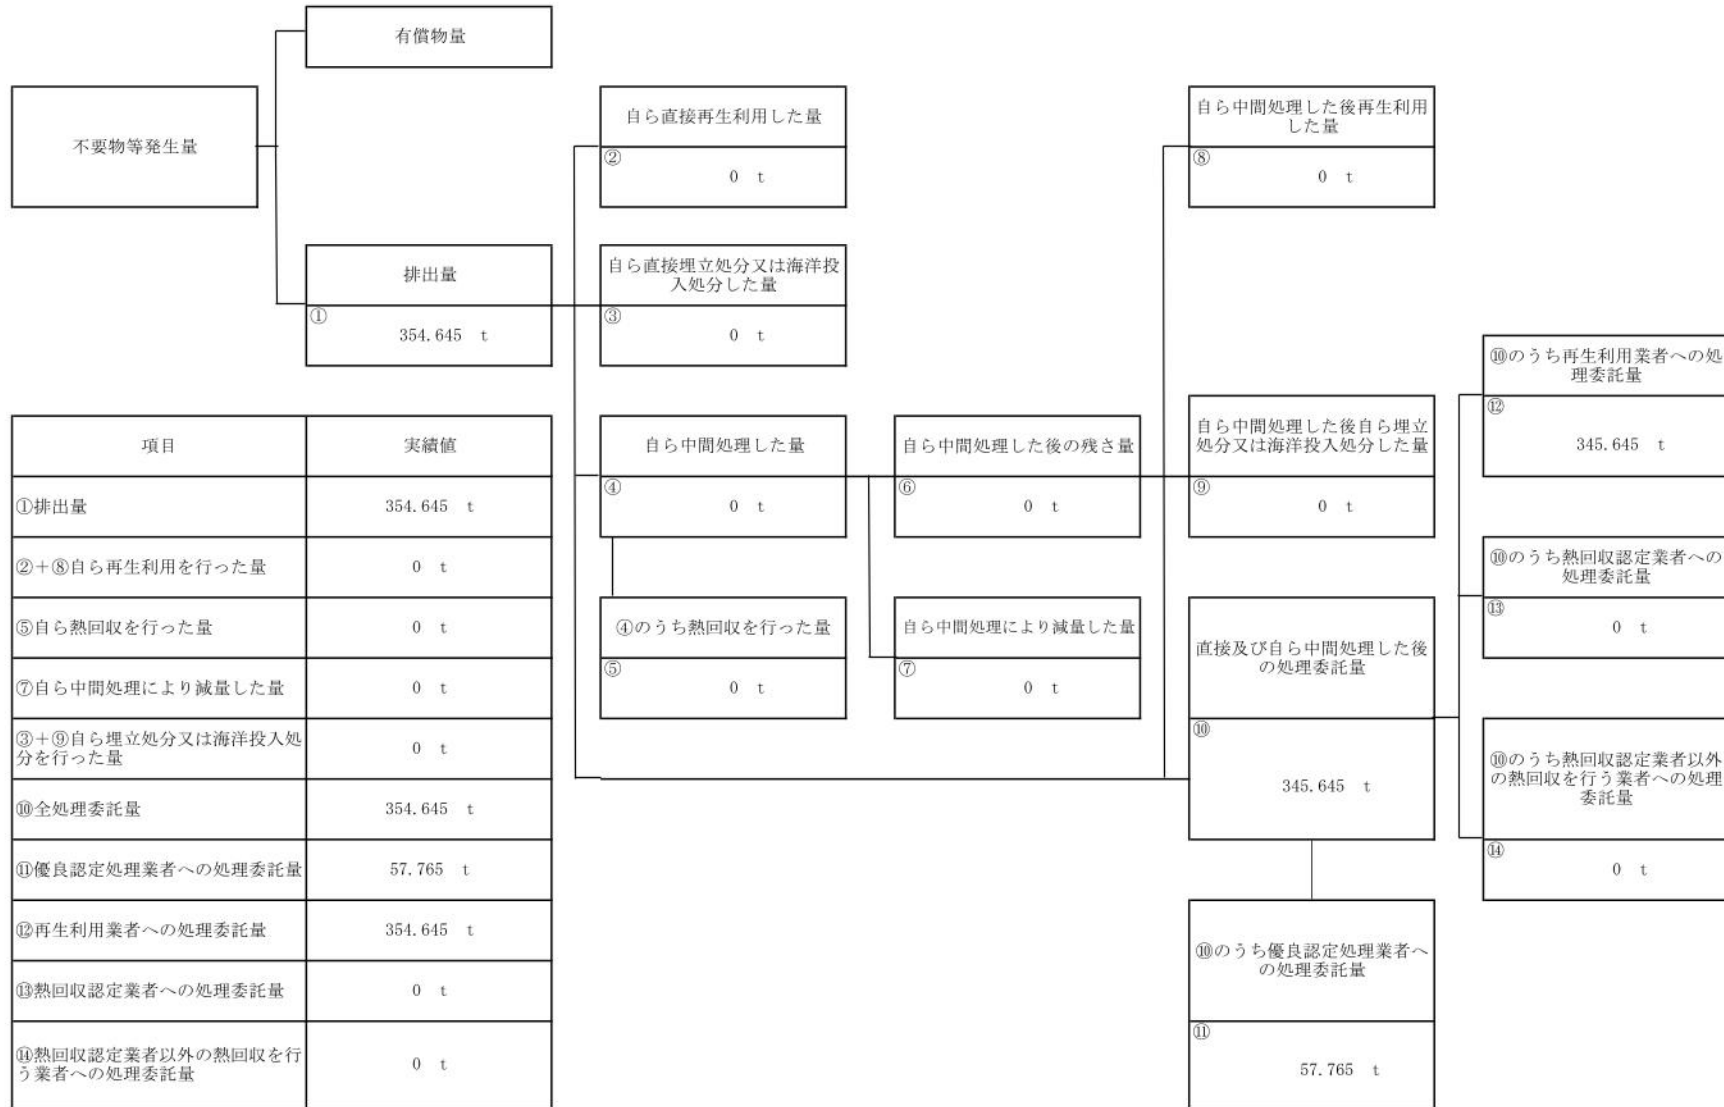 有償物量
不要物等発生量
自ら直接再生利用した量
②
0 t
自ら中間処理した後再生利用
した量
⑧
0 t
排出量
①
354.645 t
自ら直接埋立処分又は海洋投
入処分した量
③
0 t
⑩のうち再生利用業者への処
理委託量
⑫
345.645 t
項目
実績値
①排出量
354.645 t
②+⑧自ら再生利用を行った量
0 t
⑤自ら熱回収を行った量
0 t
⑦自ら中間処理により減量した量
0 t
③+⑨自ら埋立処分又は海洋投入処
分を行った量
0 t
⑩全処理委託量
354.645 t
⑪優良認定処理業者への処理委託量
57.765 t
⑫再生利用業者への処理委託量
354.645 t
⑬熱回収認定業者への処理委託量
0 t
⑭熱回収認定業者以外の熱回収を行
う業者への処理委託量
0 t
自ら中間処理した量
④
0 t
自ら中間処理した後の残さ量
⑥
0 t
自ら中間処理した後自ら埋立
処分又は海洋投入処分した量
⑨
0 t
④のうち熱回収を行った量
⑤
0 t
自ら中間処理により減量した量
⑦
0 t
直接及び自ら中間処理した後
の処理委託量
⑩
345.645 t
⑩のうち熱回収認定業者への
処理委託量
⑬
0 t
⑩のうち熱回収認定業者以外
の熱回収を行う業者への処理
委託量
⑭
0 t
⑩のうち優良認定処理業者へ
の処理委託量
⑪
57.765 t